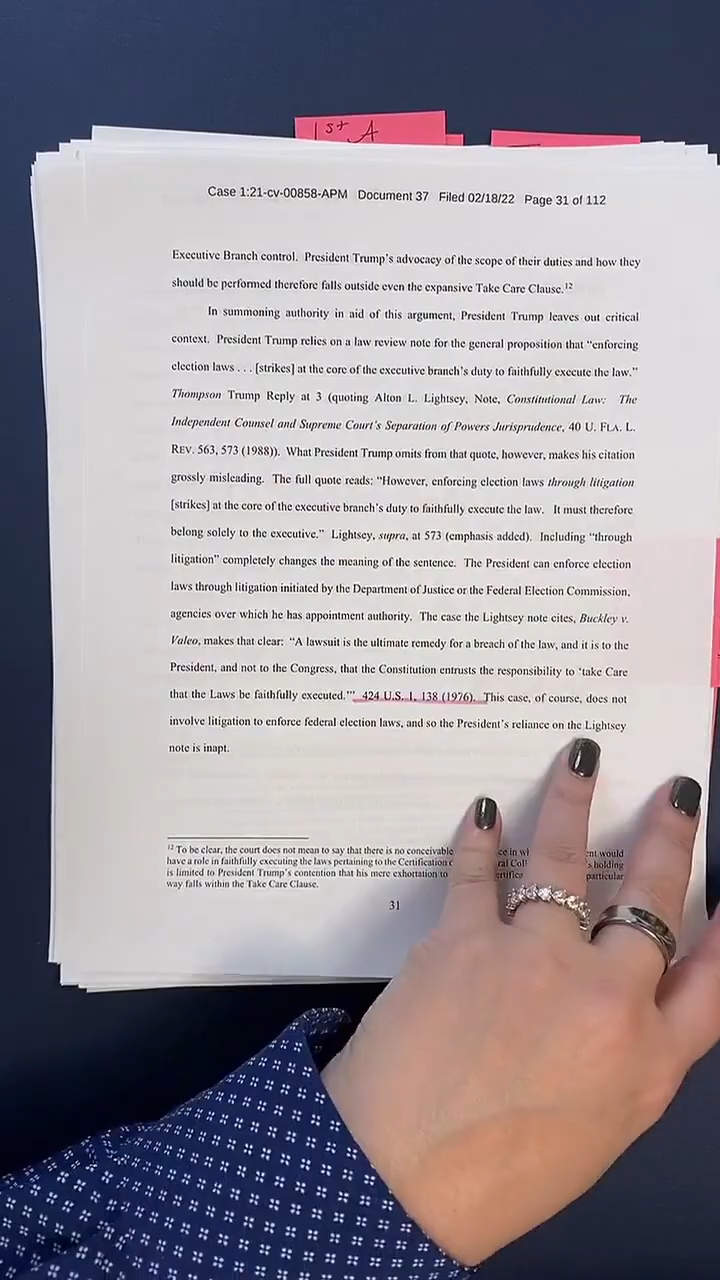 1st A
Case 1:21-cv-00858-APM Document 37 Filed 02/18/22 Page 31 of 112
Executive Branch control. President Trump's advocacy of the scope of their duties and how they
should be performed therefore falls outside even the expansive Take Care Clause.12
In summoning authority in aid of this argument, President Trump leaves out critical
context. President Trump relies on a law review note for the general proposition that "enforcing
election laws . . . [strikes] at the core of the executive branch's duty to faithfully execute the law."
Thompson Trump Reply at 3 (quoting Alton L. Lightsey, Note, Constitutional Law: The
Independent Counsel and Supreme Court's Separation of Powers Jurisprudence, 40 U. FLA. L.
REV. 563, 573 (1988)). What President Trump omits from that quote, however, makes his citation
grossly misleading. The full quote reads: "However, enforcing election laws through litigation
[strikes] at the core of the executive branch's duty to faithfully execute the law. It must therefore
belong solely to the executive." Lightsey, supra, at 573 (emphasis added). Including "through
litigation" completely changes the meaning of the sentence. The President can enforce election
laws through litigation initiated by the Department of Justice or the Federal Election Commission,
agencies over which he has appointment authority. The case the Lightsey note cites, Buckley v.
Valeo, makes that clear: "A lawsuit is the ultimate remedy for a breach of the law, and it is to the
President, and not to the Congress, that the Constitution entrusts the responsibility to 'take Care
that the Laws be faithfully executed.'" 424 U.S. 1, 138 (1976). This case, of course, does not
involve litigation to enforce federal election laws, and so the President's reliance on the Lightsey
note is inapt.
12 To be clear, the court does not mean to say that there is no conceivable would
have a role in faithfully executing the laws pertaining to the Certification holding
is limited to President Trump's contention that his mere exhortation to particular
way falls within the Take Care Clause.
31